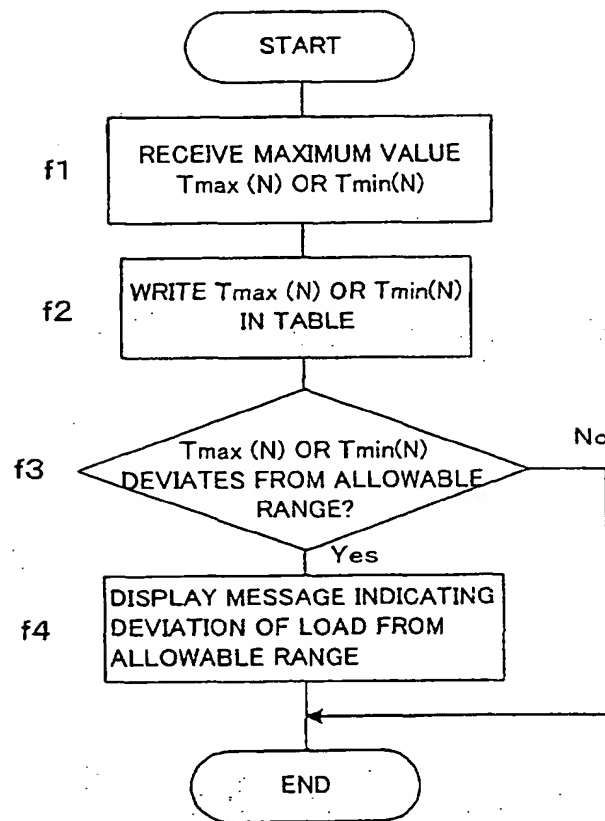 START
f1
RECEIVE MAXIMUM VALUE
Tmax (N) OR Tmin(N)
f2
WRITE Tmax (N) OR Tmin(N)
IN TABLE
f3
Tmax (N) OR Tmin(N)
DEVIATES FROM ALLOWABLE
RANGE?
No
Yes
f4
DISPLAY MESSAGE INDICATING
DEVIATION OF LOAD FROM
ALLOWABLE RANGE
END